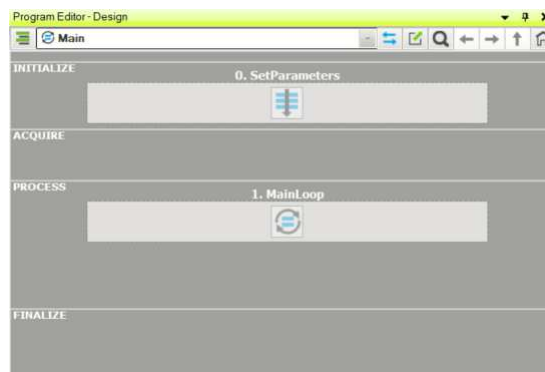 Program Editor - Design
Main
INITIALIZE
0. SetParameters
ACQUIRE
PROCESS
1. MainLoop
FINALIZE